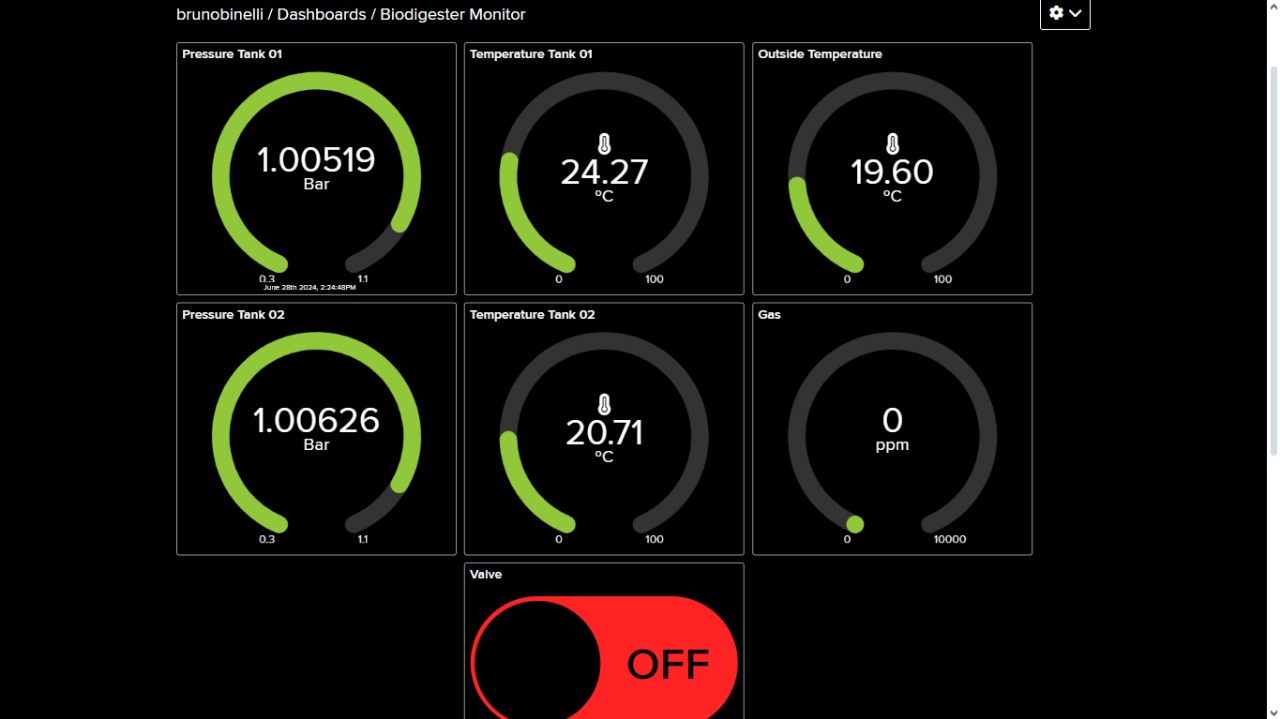 brunobinelli / Dashboards / Biodigester Monitor
Pressure Tank 01
1.00519
Bar
0.3
1.1
June 28th 2024, 2:24:48PM
Temperature Tank 01
24.27
ºC
0
100
Outside Temperature
19.60
ºC
0
100
Pressure Tank 02
1.00626
Bar
0.3
1.1
Temperature Tank 02
20.71
ºC
0
100
Gas
0
ppm
0
10000
Valve
OFF